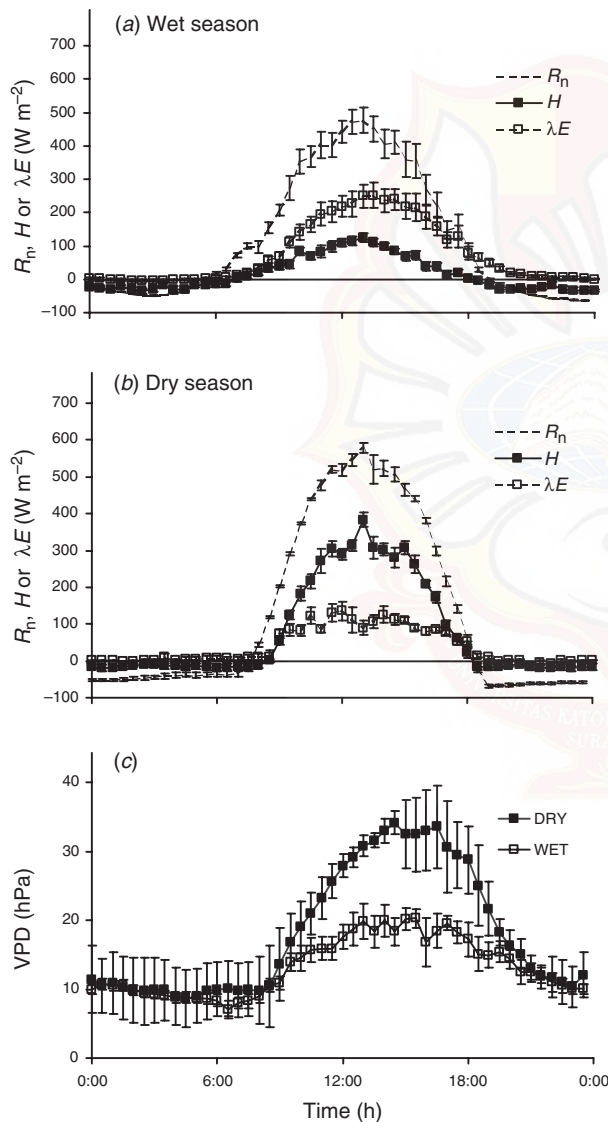 (a) Wet season
700
600
500
400
300
200
100
0
−100
Rn, H or λE (W m−2)
Rn
H
λE
(b) Dry season
700
600
500
400
300
200
100
0
−100
Rn, H or λE (W m−2)
Rn
H
λE
(c)
40
30
20
10
0
VPD (hPa)
DRY
WET
0:00 6:00 12:00 18:00 0:00
Time (h)